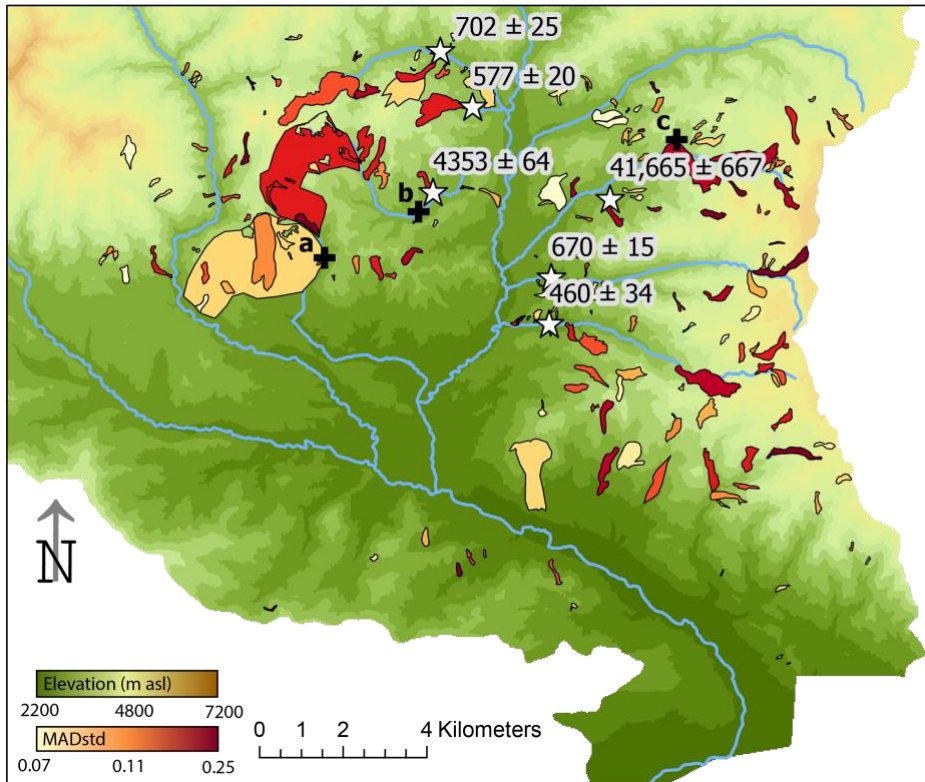 702 ± 25
577 ± 20
c
4353 ± 64
41,665 ± 667
b
a
670 ± 15
460 ± 34
N
Elevation (m asl)
2200 4800 7200
MADstd
0.07 0.11 0.25
0 1 2 4 Kilometers